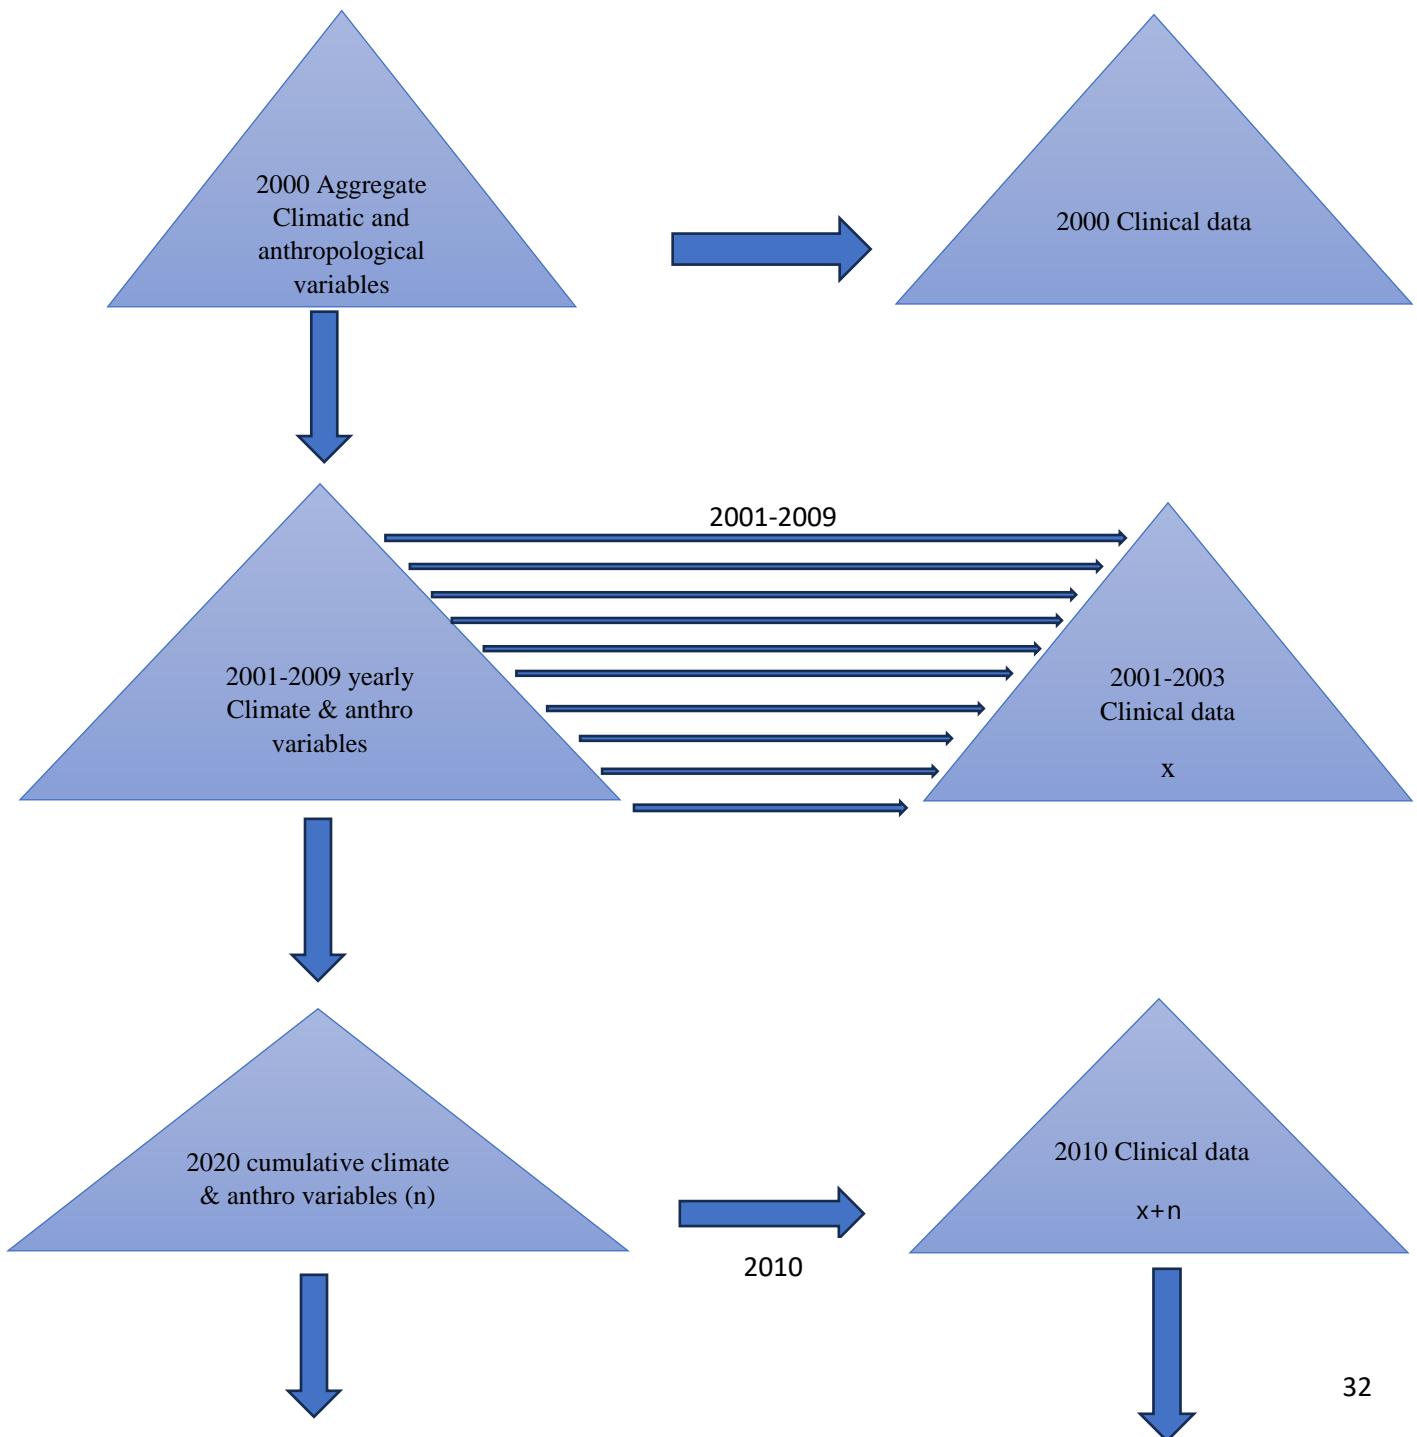 2000 Aggregate
Climatic and
anthropological
variables
2000 Clinical data
2001-2009
2001-2009 yearly
Climate & anthro
variables
2001-2003
Clinical data
x
2020 cumulative climate
& anthro variables (n)
2010
2010 Clinical data
x+n
32